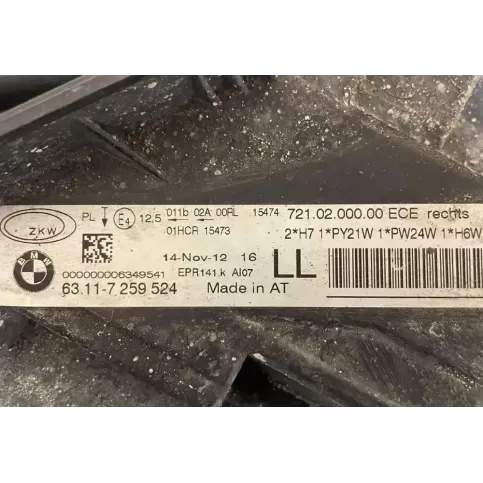 ZKW PL E4 12,5 011b 02A 00RL 15474 721.02.000.00 ECE rechts
01HCR 15473 2*H7 1*PY21W 1*PW24W 1*H6W
BMW 14-Nov-12 16 LL
0000000006349541 EPR141.k AI07
63.11-7 259 524 Made in AT